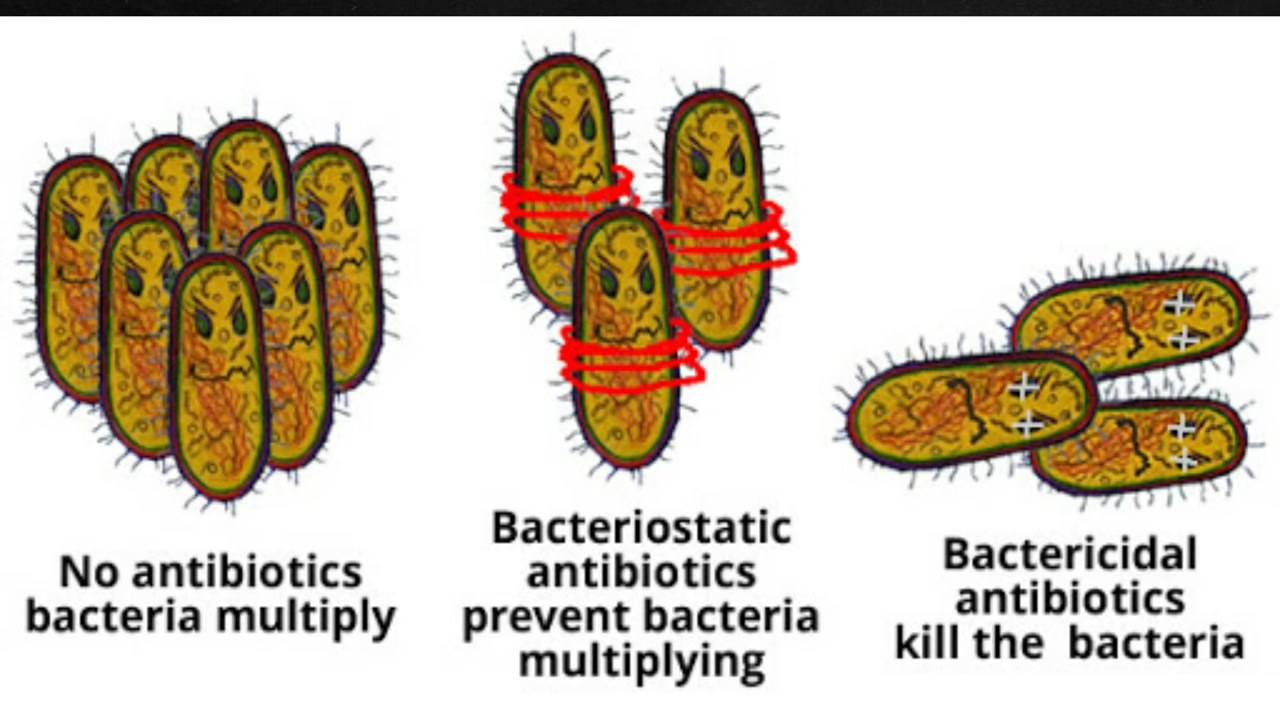 No antibiotics
bacteria multiply
Bacteriostatic
antibiotics
prevent bacteria
multiplying
Bactericidal
antibiotics
kill the  bacteria